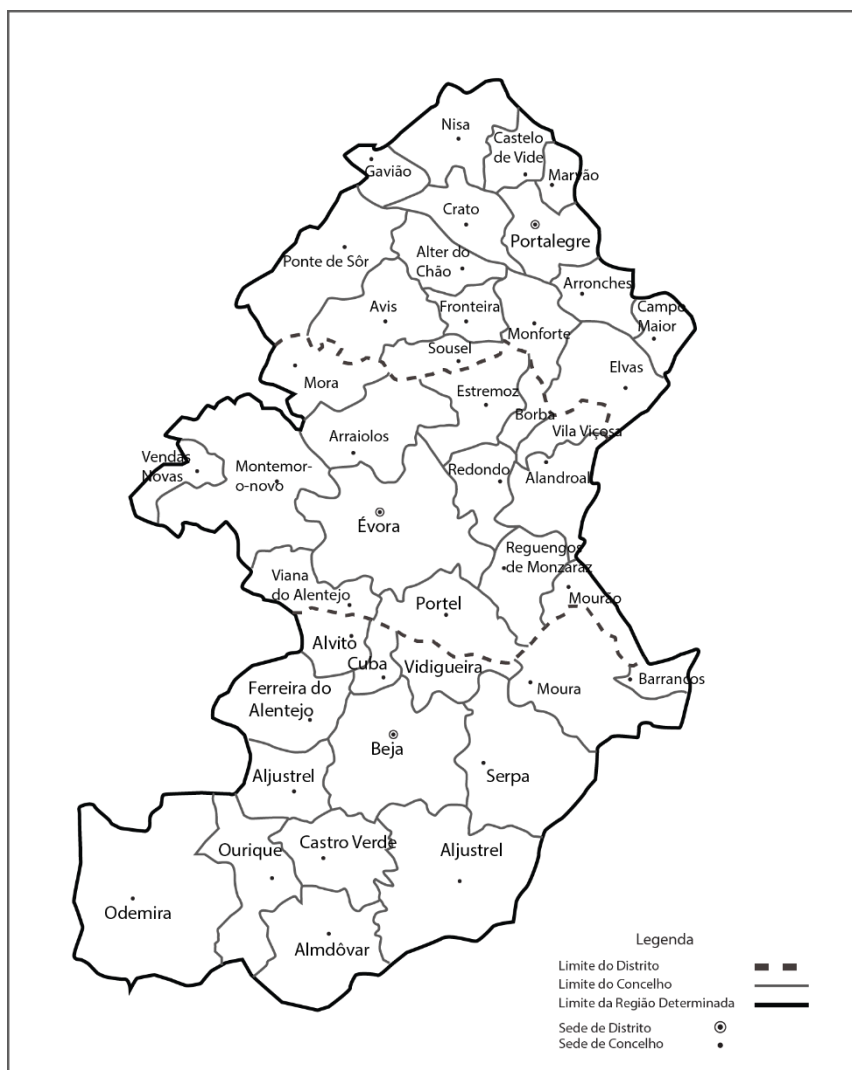 Nisa
Castelo
de Vide
Gavião
Marvão
Crato
Portalegre
Ponte de Sôr
Alter do
Chão
Arronches
Campo
Maior
Avis
Fronteira
Monforte
Sousel
Elvas
Mora
Estremoz
Borba
Vila Viçosa
Arraiolos
Vendas
Novas
Montemor-
o-novo
Redondo
Alandroal
Évora
Reguengos
de Monzaraz
Viana
do Alentejo
Mourão
Portel
Alvito
Cuba
Vidigueira
Ferreira do
Alentejo
Moura
Barrancos
Beja
Aljustrel
Serpa
Ourique
Castro Verde
Aljustrel
Odemira
Almdôvar
Legenda
Limite do Distrito
Limite do Concelho
Limite da Região Determinada
Sede de Distrito
Sede de Concelho